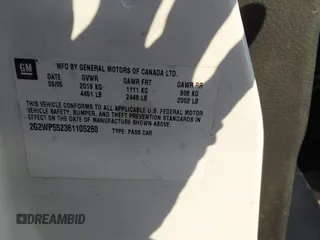 GM
MFD BY GENERAL MOTORS OF CANADA LTD.
DATE GVWR GAWR FRT GAWR RR
06/05 2019 KG 1111 KG 908 KG
4451 LB 2449 LB 2002 LB
THIS VEHICLE CONFORMS TO ALL APPLICABLE U.S. FEDERAL MOTOR
VEHICLE SAFETY, BUMPER, AND THEFT PREVENTION STANDARDS IN
EFFECT ON THE DATE OF MANUFACTURE SHOWN ABOVE.
2G2WP552361105260 TYPE: PASS CAR
DREAMBID